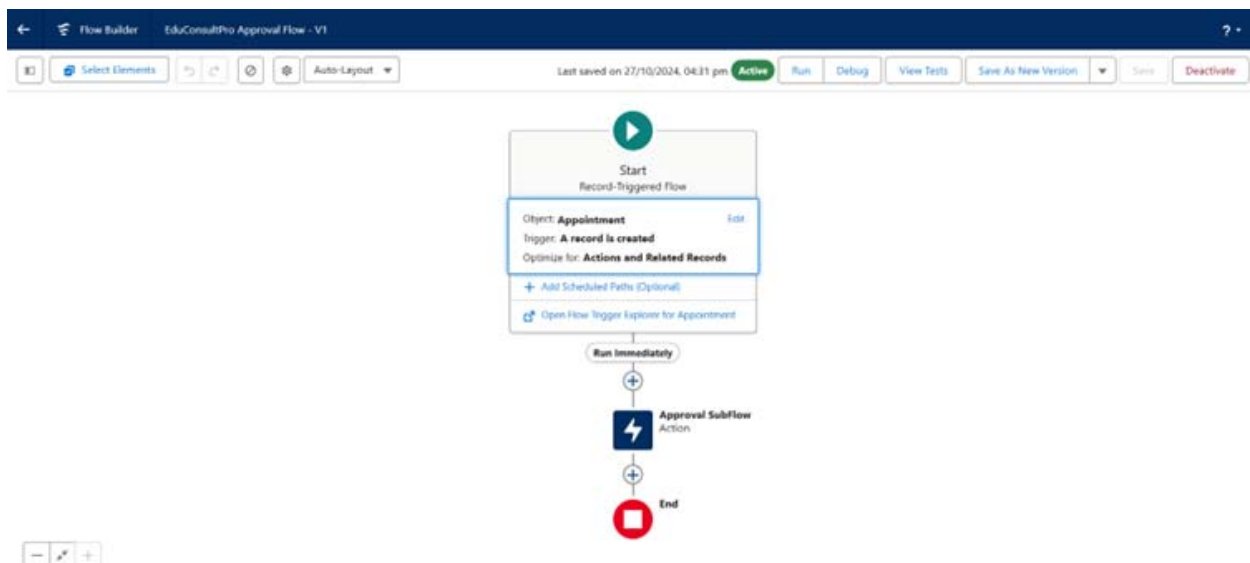 Flow Builder EduConsultPro Approval Flow - V1 ?
Select Elements Auto-Layout Last saved on 27/10/2024, 04:31 pm Active Run Debug View Tests Save As New Version Save Deactivate
Start
Record-Triggered Flow
Object: Appointment Edit
Trigger: A record is created
Optimize for: Actions and Related Records
+ Add Scheduled Paths (Optional)
Open Flow Trigger Explorer for Appointment
Run Immediately
Approval SubFlow
Action
End